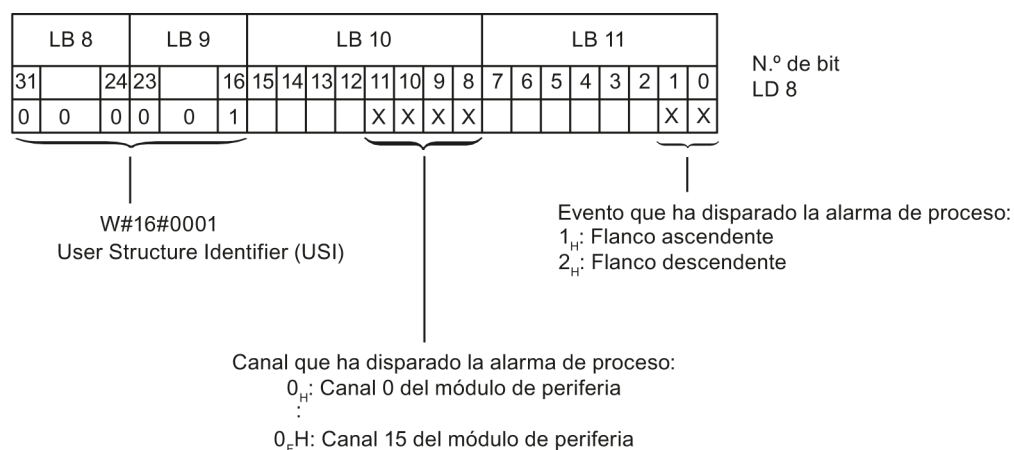 LB 8 LB 9 LB 10 LB 11
N.º de bit
31 24 23 16 15 14 13 12 11 10 9 8 7 6 5 4 3 2 1 0
LD 8
0 0 0 0 0 1 X X X X X X
W#16#0001
User Structure Identifier (USI)
Evento que ha disparado la alarma de proceso:
1H: Flanco ascendente
2H: Flanco descendente
Canal que ha disparado la alarma de proceso:
0H: Canal 0 del módulo de periferia
:
0FH: Canal 15 del módulo de periferia